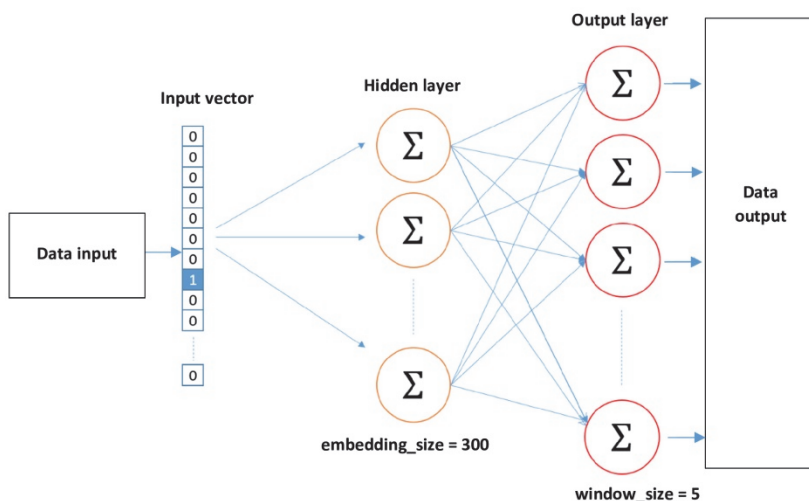 Output layer
Input vector
Hidden layer
Data input
0
0
0
0
0
0
0
1
0
0
0
Σ
Σ
Σ
embedding_size = 300
Σ
Σ
Σ
Σ
window_size = 5
Data
output